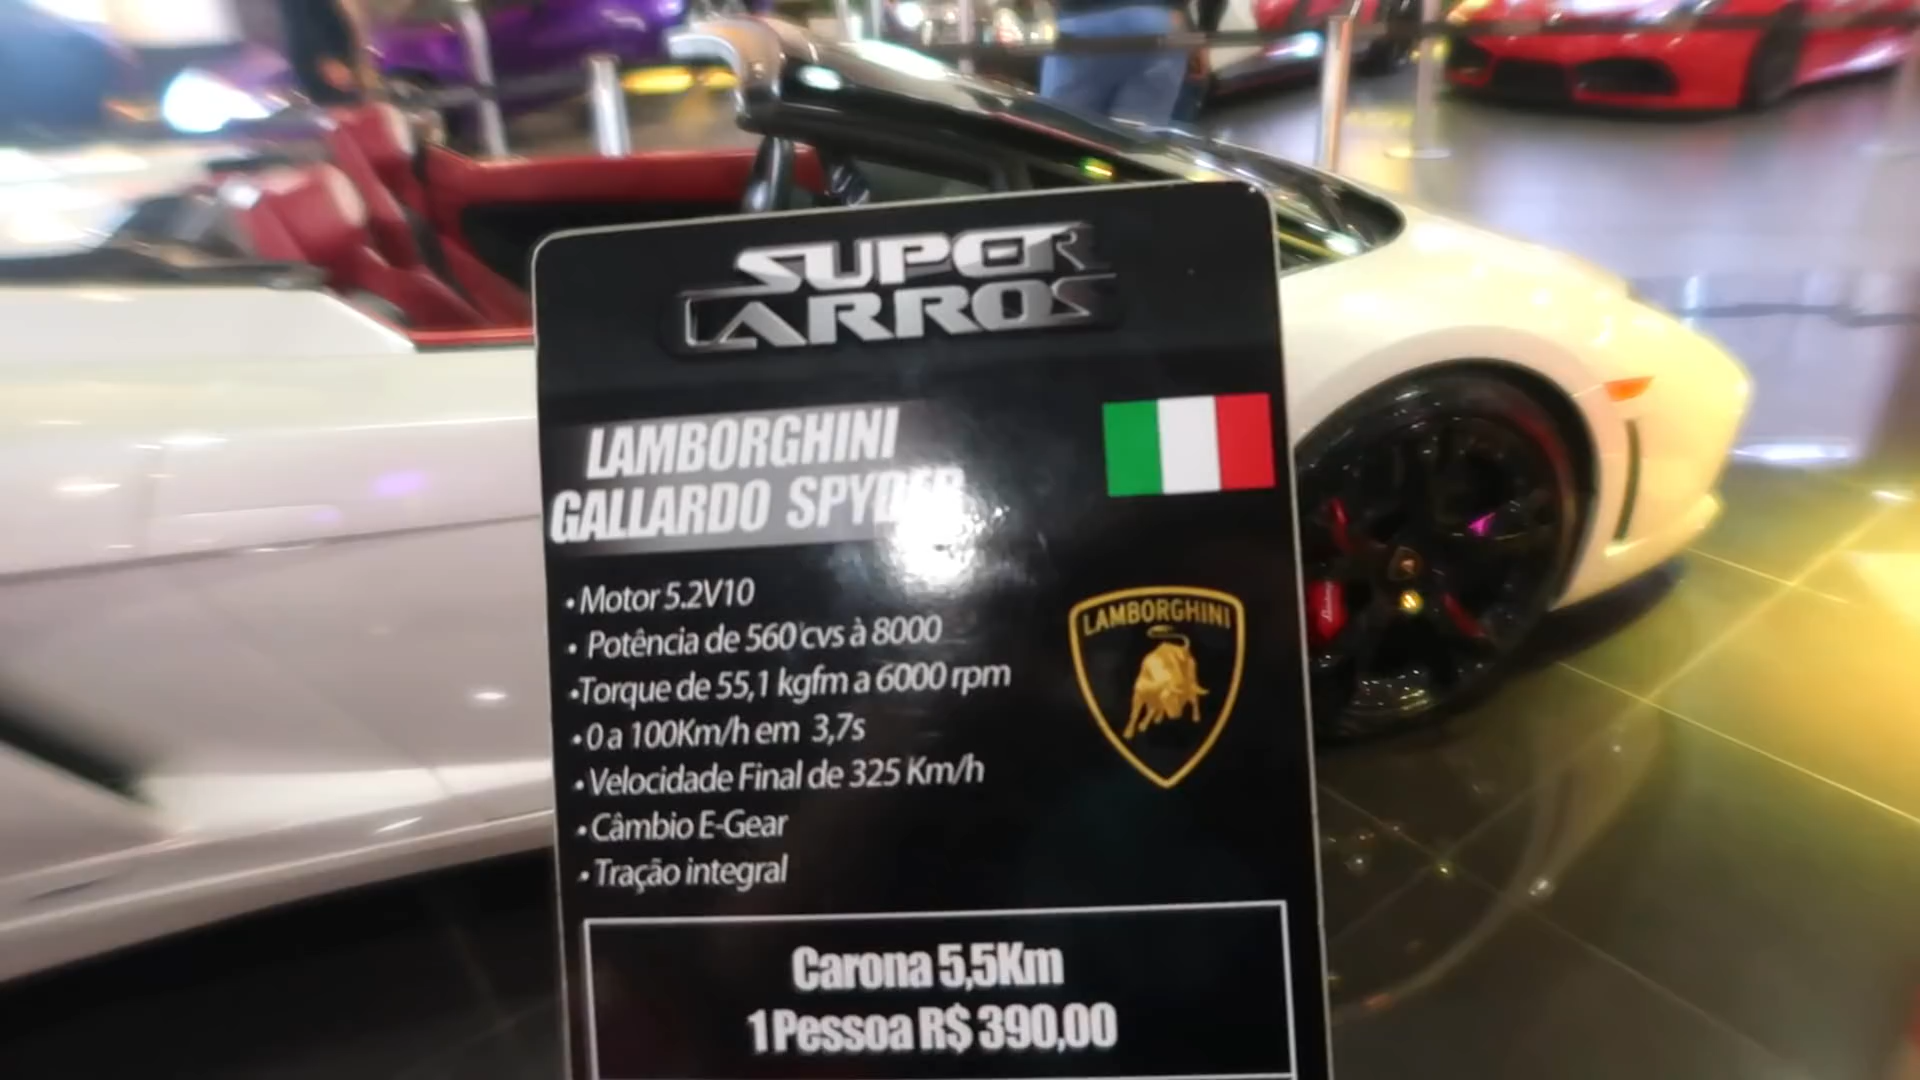 SUPER
CARROS
LAMBORGHINI
GALLARDO SPYDER
• Motor 5.2V10
• Potência de 560 cvs à 8000
•Torque de 55,1 kgfm a 6000 rpm
• 0 a 100Km/h em 3,7s
• Velocidade Final de 325 Km/h
• Câmbio E-Gear
• Tração integral
LAMBORGHINI
Carona 5,5Km
1 Pessoa R$ 390,00